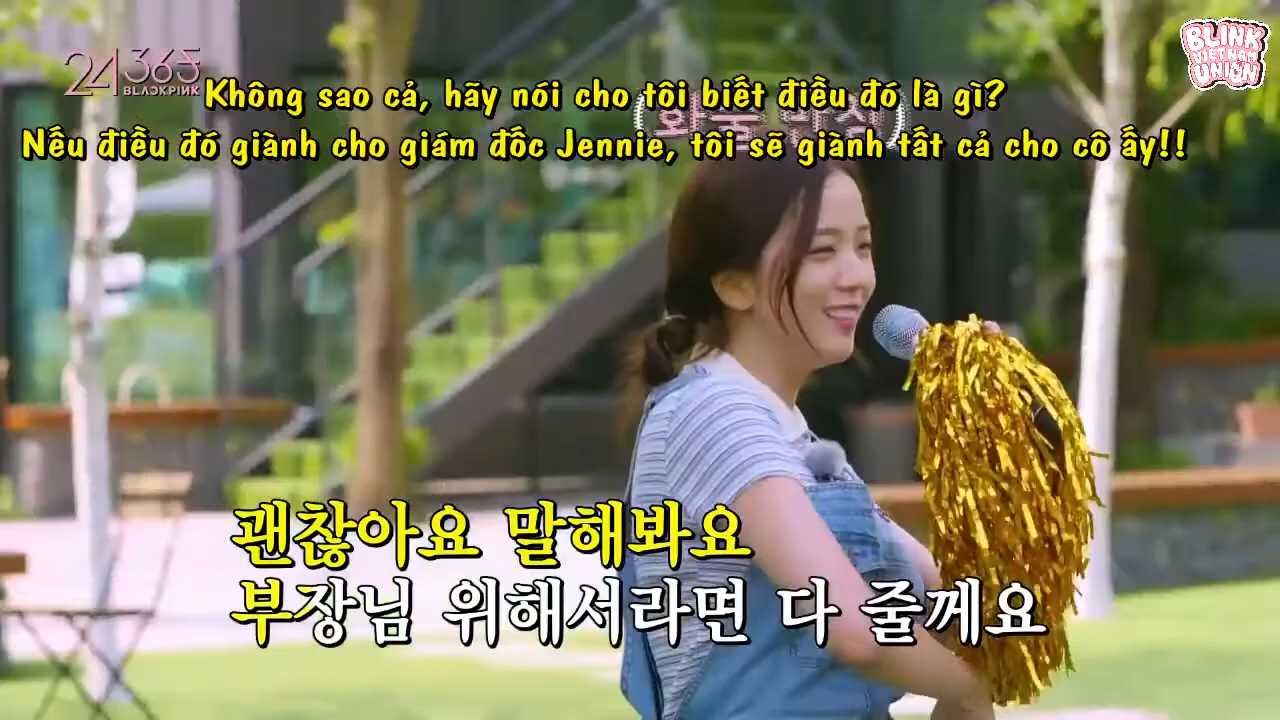 24
365
BLACKPINK
BLINK
VIETNAM
UNION
Không sao cả, hãy nói cho tôi biết điều đó là gì?
Nếu điều đó giành cho giám đốc Jennie, tôi sẽ giành tất cả cho cô ấy!!
괜찮아요 말해봐요
부장님 위해서라면 다 줄께요